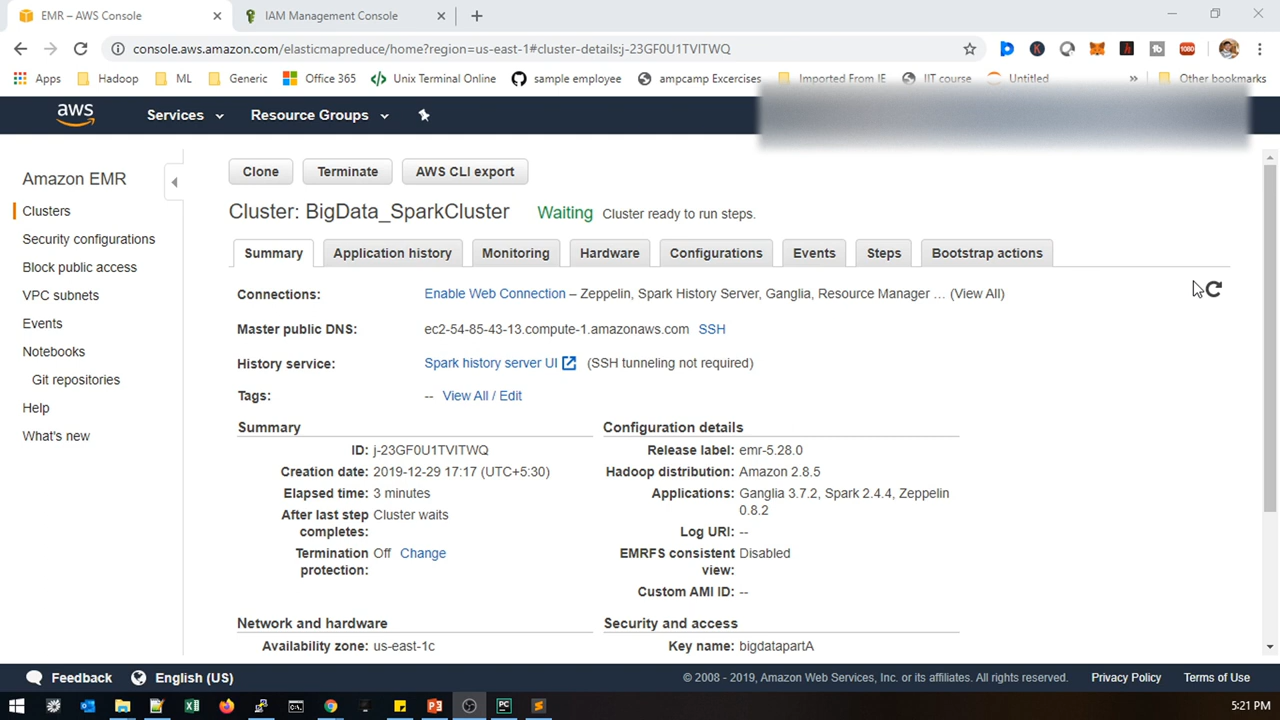 EMR – AWS Console
IAM Management Console
console.aws.amazon.com/elasticmapreduce/home?region=us-east-1#cluster-details:j-23GF0U1TVITWQ
Apps Hadoop ML Generic Office 365 Unix Terminal Online sample employee ampcamp Excercises Imported From IE IIT course Untitled » Other bookmarks
aws Services Resource Groups
Amazon EMR
Clusters
Security configurations
Block public access
VPC subnets
Events
Notebooks
Git repositories
Help
What's new
Clone Terminate AWS CLI export
Cluster: BigData_SparkCluster Waiting Cluster ready to run steps.
Summary Application history Monitoring Hardware Configurations Events Steps Bootstrap actions
Connections: Enable Web Connection – Zeppelin, Spark History Server, Ganglia, Resource Manager … (View All)
Master public DNS: ec2-54-85-43-13.compute-1.amazonaws.com SSH
History service: Spark history server UI (SSH tunneling not required)
Tags: -- View All / Edit
Summary
ID: j-23GF0U1TVITWQ
Creation date: 2019-12-29 17:17 (UTC+5:30)
Elapsed time: 3 minutes
After last step Cluster waits
completes:
Termination Off Change
protection:
Configuration details
Release label: emr-5.28.0
Hadoop distribution: Amazon 2.8.5
Applications: Ganglia 3.7.2, Spark 2.4.4, Zeppelin
0.8.2
Log URI: --
EMRFS consistent Disabled
view:
Custom AMI ID: --
Network and hardware
Availability zone: us-east-1c
Security and access
Key name: bigdatapartA
Feedback English (US) © 2008 - 2019, Amazon Web Services, Inc. or its affiliates. All rights reserved. Privacy Policy Terms of Use
5:21 PM